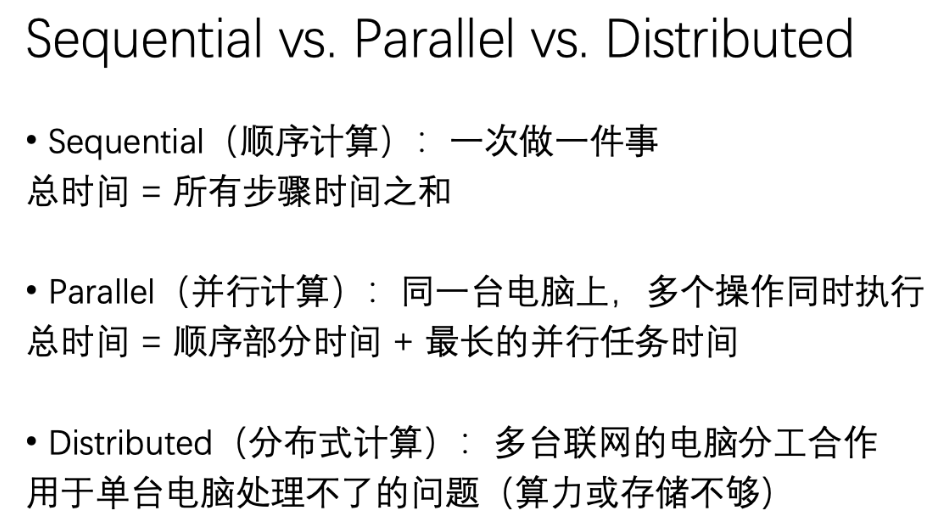 Sequential vs. Parallel vs. Distributed
• Sequential（顺序计算）：一次做一件事
总时间 = 所有步骤时间之和
• Parallel（并行计算）：同一台电脑上，多个操作同时执行
总时间 = 顺序部分时间 + 最长的并行任务时间
• Distributed（分布式计算）：多台联网的电脑分工合作
用于单台电脑处理不了的问题（算力或存储不够）